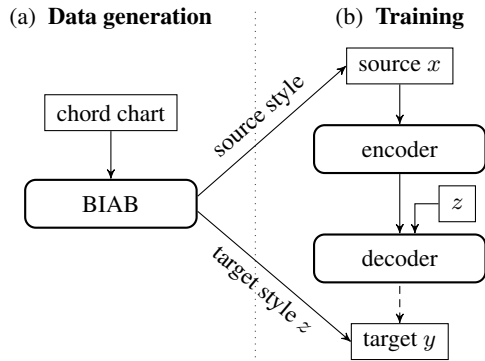 (a) Data generation
(b) Training
chord chart
BIAB
source style
target style z
source x
encoder
z
decoder
target y